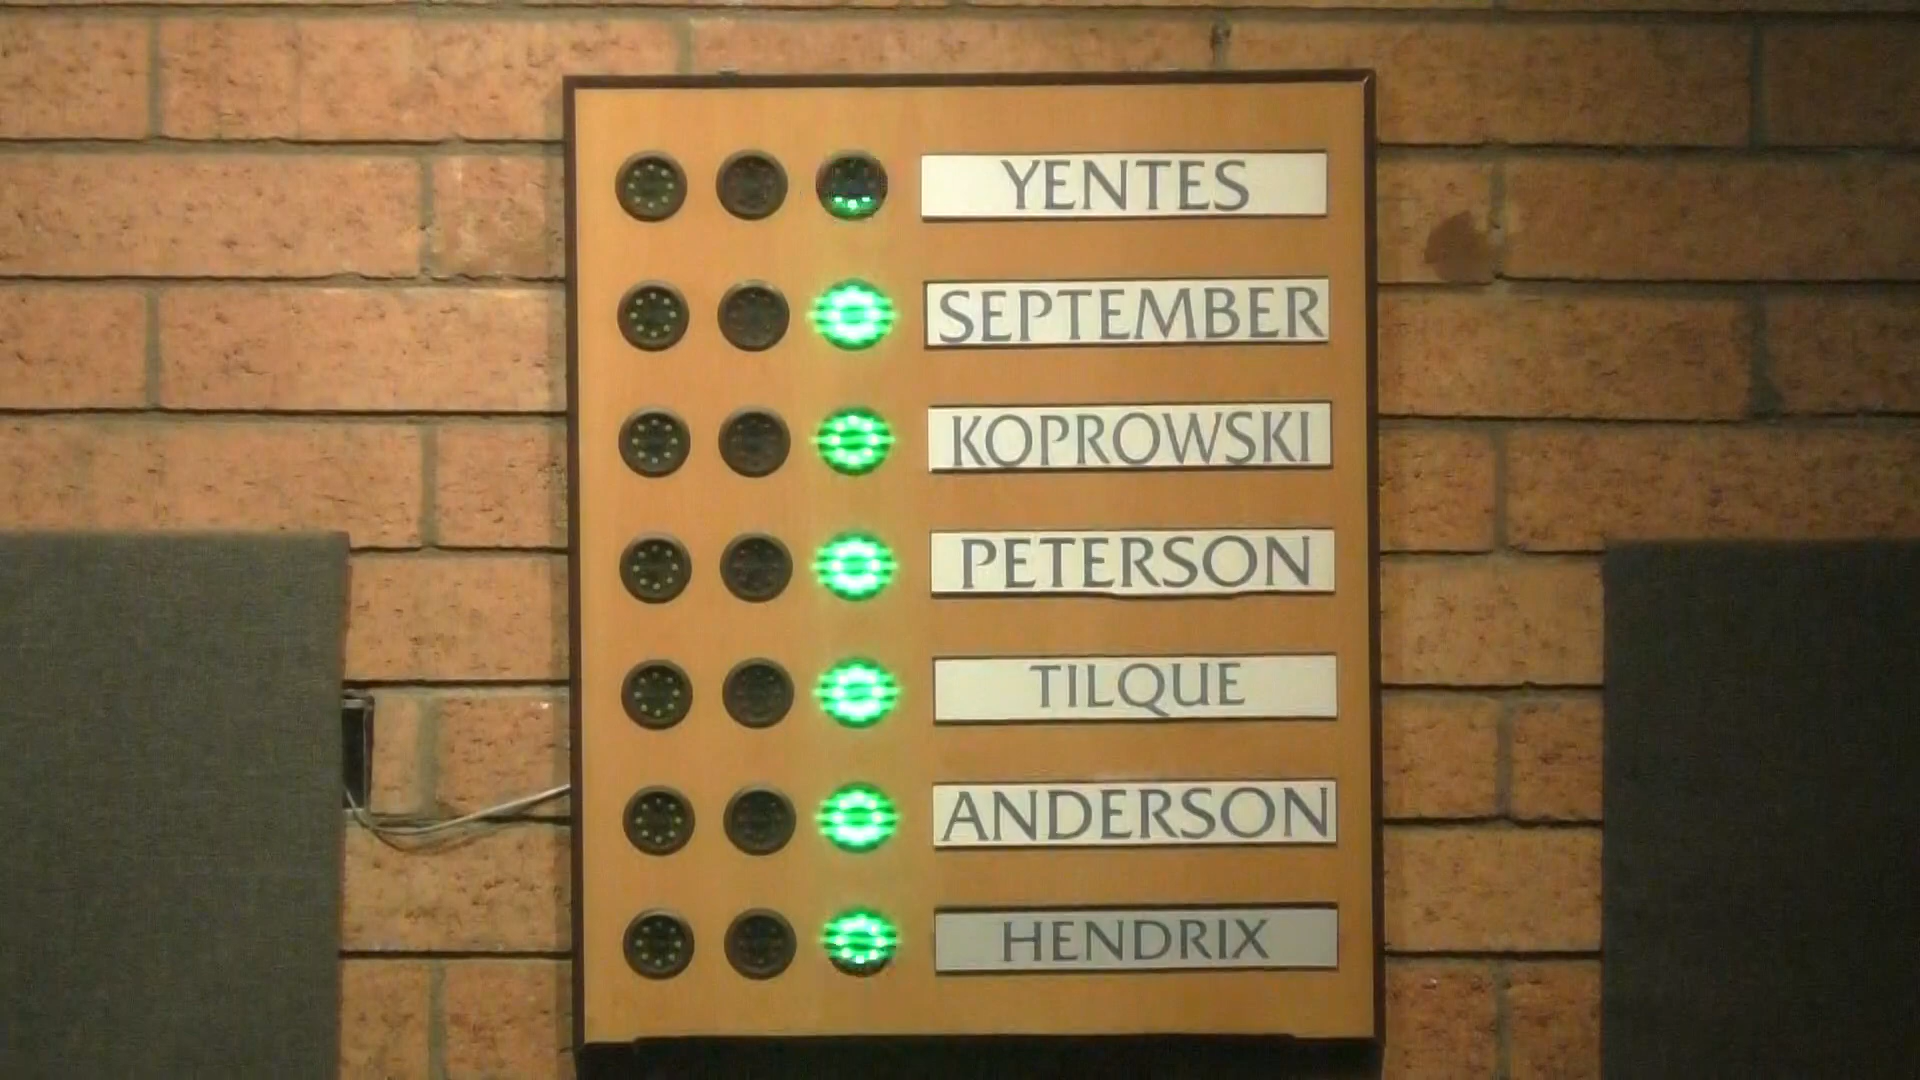 YENTES
SEPTEMBER
KOPROWSKI
PETERSON
TILQUE
ANDERSON
HENDRIX